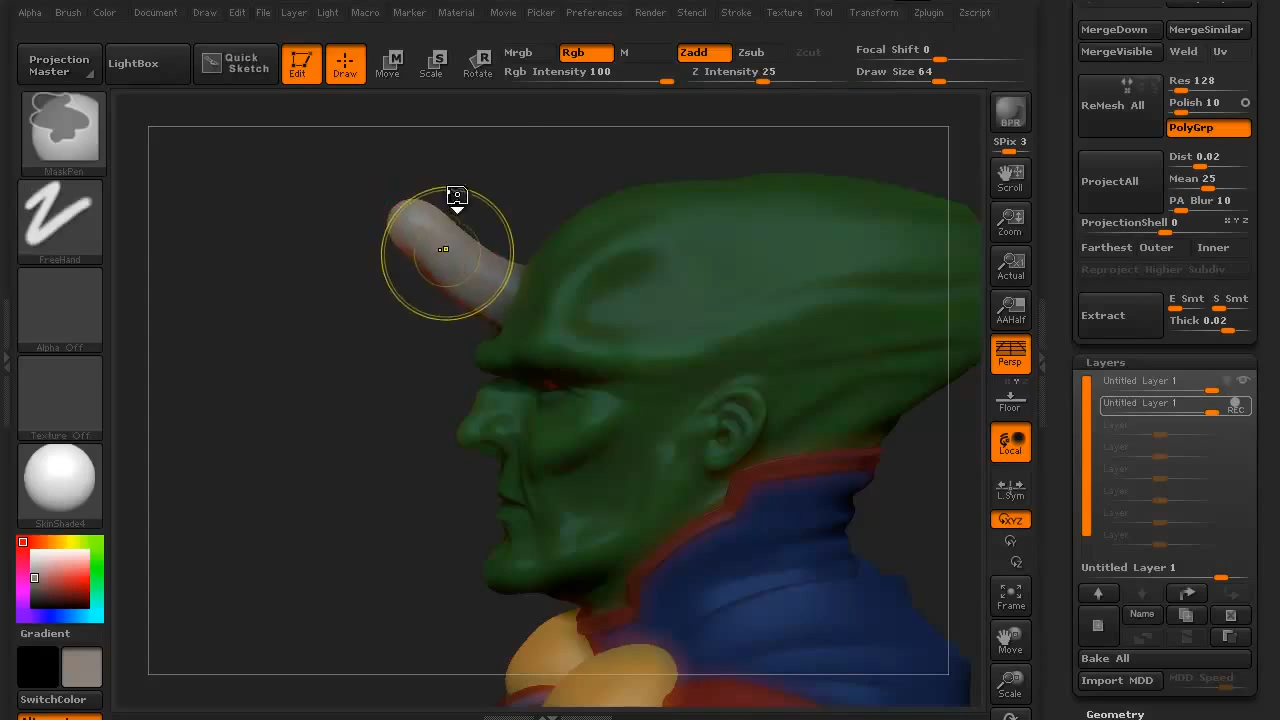 Alpha Brush Color Document Draw Edit File Layer Light Macro Marker Material Movie Picker Preferences Render Stencil Stroke Texture Tool Transform Zplugin Zscript
Projection Master
LightBox
Quick Sketch
Edit
Draw
Move
Scale
Rotate
Mrgb Rgb M
Rgb Intensity 100
Zadd Zsub Zcut
Z Intensity 25
Focal Shift 0
Draw Size 64
MaskPen
FreeHand
Alpha Off
Texture Off
SkinShade4
Gradient
SwitchColor
BPR
SPix 3
Scroll
Zoom
Actual
AAHalf
Persp
Floor
Local
L.Sym
XYZ
Frame
Move
Scale
MergeDown MergeSimilar
MergeVisible Weld Uv
ReMesh All
Res 128
Polish 10
PolyGrp
ProjectAll
Dist 0.02
Mean 25
PA Blur 10
ProjectionShell 0 X Y Z
Farthest Outer Inner
Reproject Higher Subdiv
Extract
E Smt S Smt
Thick 0.02
Layers
Untitled Layer 1
Untitled Layer 1 REC
Layer
Layer
Layer
Layer
Layer
Layer
Untitled Layer 1
Name
Bake All
Import MDD MDD Speed
Geometry